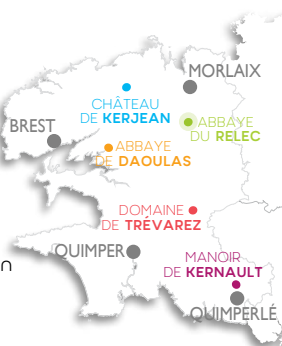 MORLAIX
CHÂTEAU
DE KERJEAN
ABBAYE
DU RELEC
BREST
ABBAYE
DE DAOULAS
DOMAINE
DE TRÉVAREZ
QUIMPER
n
MANOIR
DE KERNAULT
QUIMPERLÉ